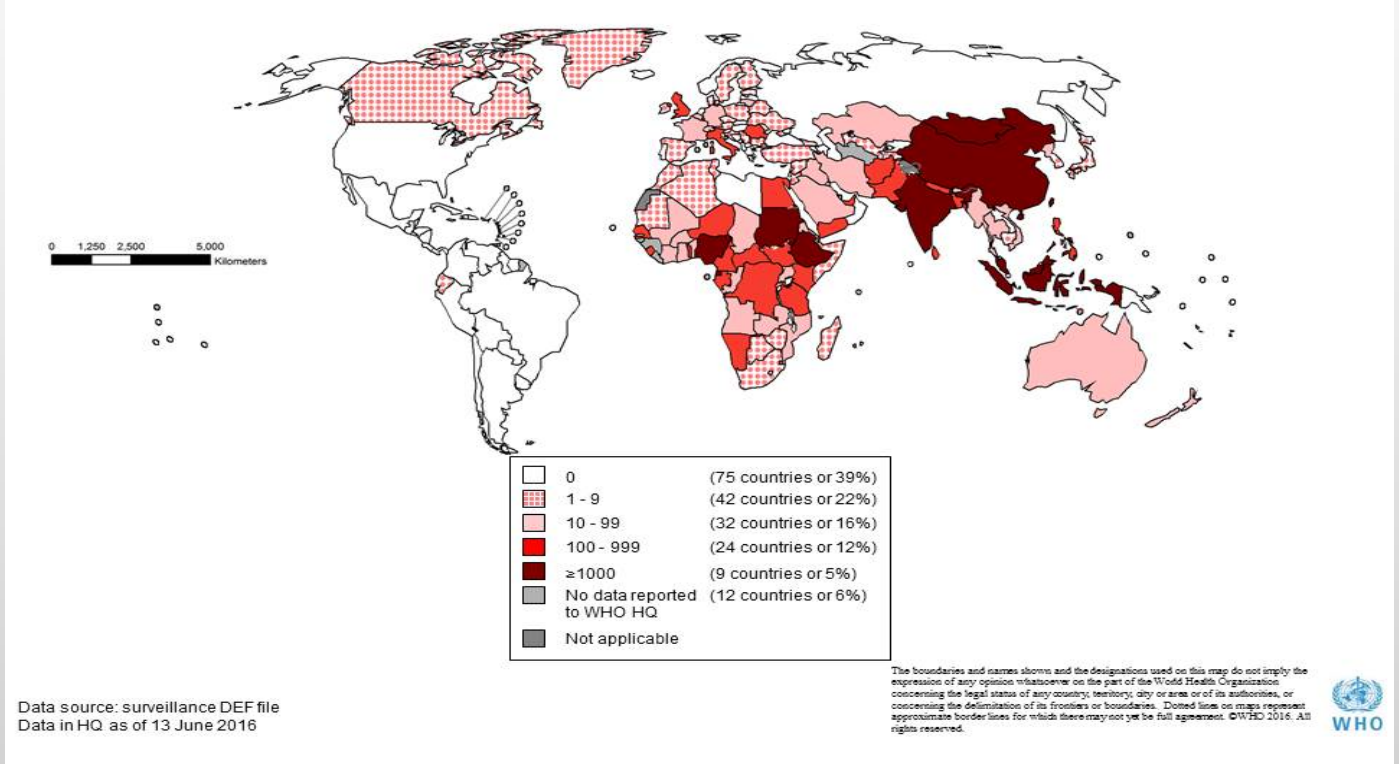 0 1,250 2,500 5,000
Kilometers
0 (75 countries or 39%)
1 - 9 (42 countries or 22%)
10 - 99 (32 countries or 16%)
100 - 999 (24 countries or 12%)
≥1000 (9 countries or 5%)
No data reported (12 countries or 6%)
to WHO HQ
Not applicable
The boundaries and names shown and the designations used on this map do not imply the
expression of any opinion whatsoever on the part of the World Health Organization
concerning the legal status of any country, territory, city or area or of its authorities, or
concerning the delimitation of its frontiers or boundaries. Dotted lines on maps represent
approximate border lines for which there may not yet be full agreement. ©WHO 2016. All
rights reserved.
Data source: surveillance DEF file
Data in HQ as of 13 June 2016
WHO